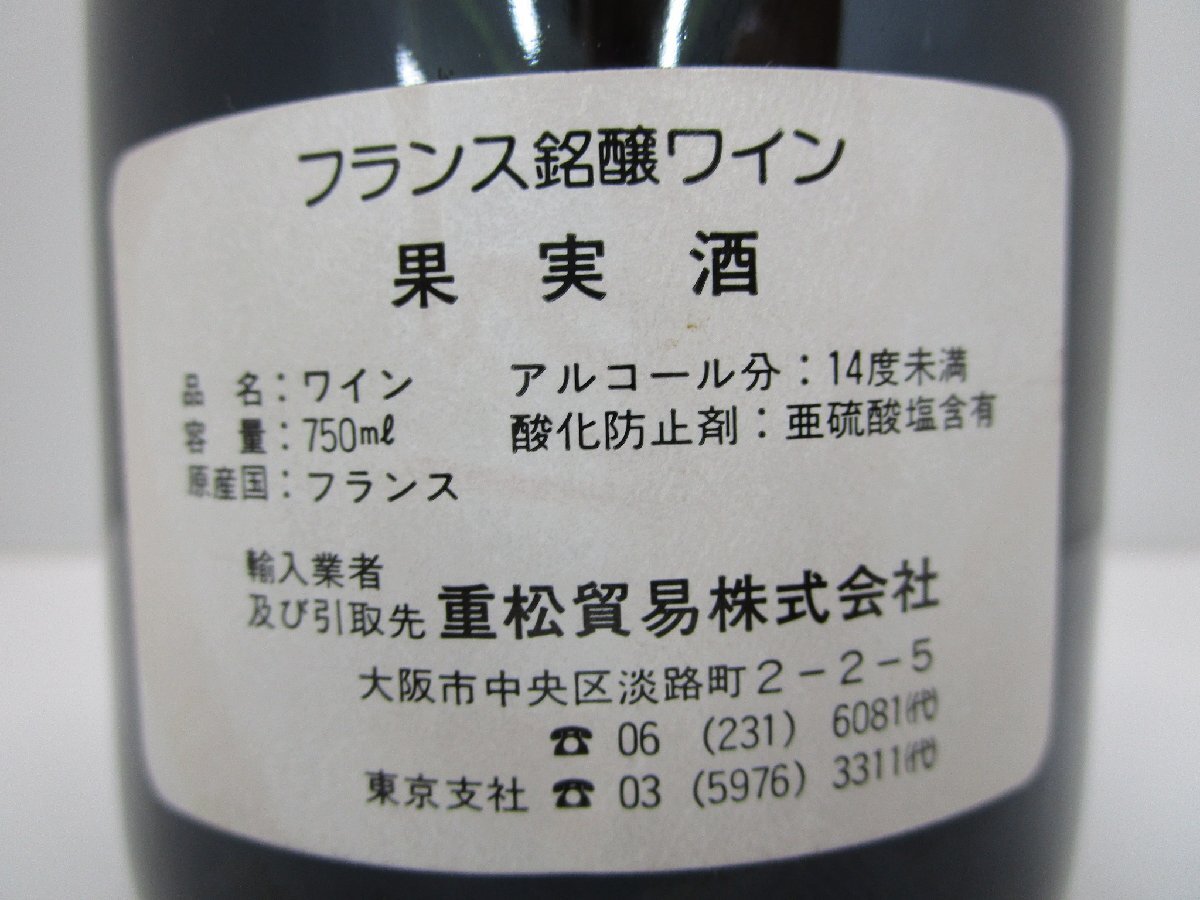 フランス銘醸ワイン
果実酒
品名：ワイン　アルコール分：14度未満
容量：750ml　酸化防止剤：亜硫酸塩含有
原産国：フランス
輸入業者
及び引取先 重松貿易株式会社
大阪市中央区淡路町2－2－5
☎ 06 (231) 6081㈹
東京支社 ☎ 03 (5976) 3311㈹